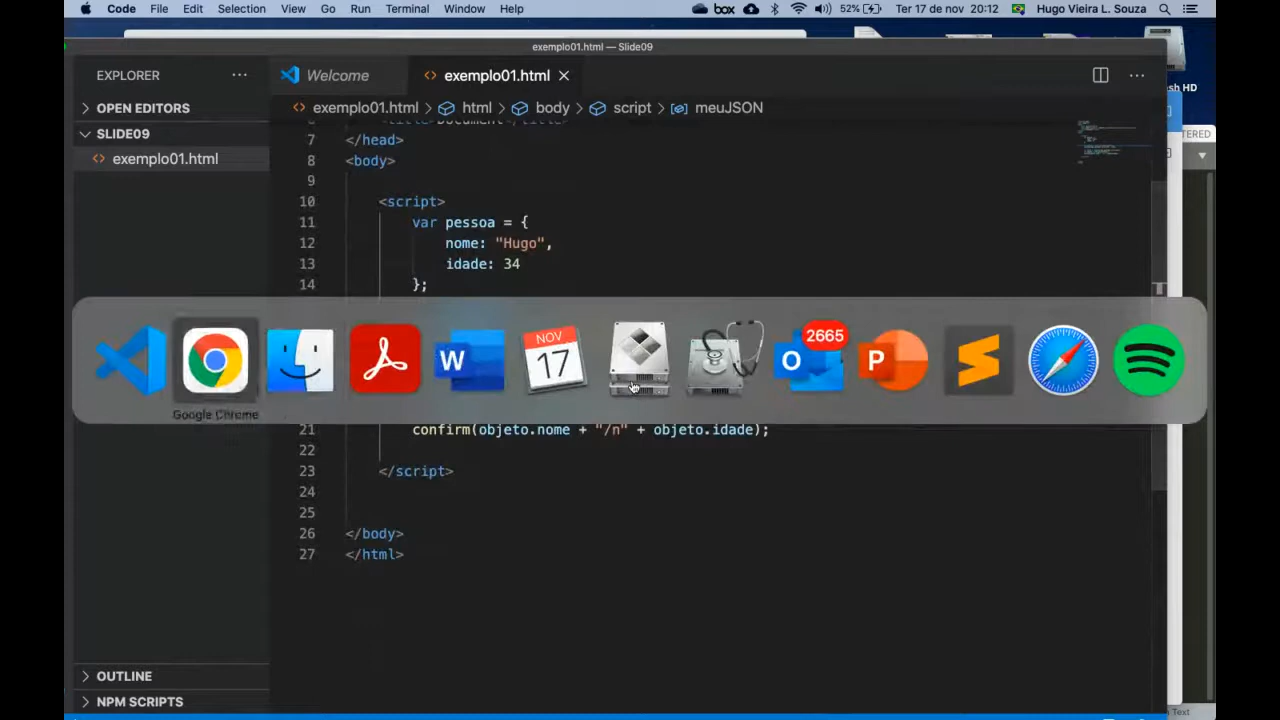 Code File Edit Selection View Go Run Terminal Window Help box 52% Ter 17 de nov 20:12 Hugo Vieira L. Souza
exemplo01.html — Slide09
EXPLORER ··· Welcome <> exemplo01.html ···
HD
OPEN EDITORS <> exemplo01.html > html > body > script > meuJSON
SLIDE09
TERED
7 </head>
<> exemplo01.html
8 <body>
9
10 <script>
11 var pessoa = {
12 nome: "Hugo",
13 idade: 34
14 };
NOV
17
W
O
2665
P
S
Google Chrome
21 confirm(objeto.nome + "/n" + objeto.idade);
22
23 </script>
24
25
26 </body>
27 </html>
OUTLINE
NPM SCRIPTS
Text